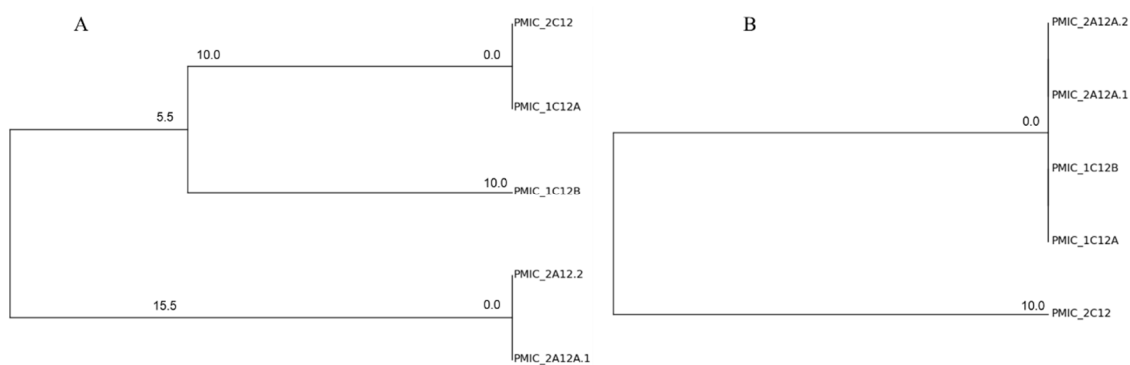 A
PMIC_2C12
10.0
0.0
PMIC_1C12A
5.5
10.0
PMIC_1C12B
PMIC_2A12.2
15.5
0.0
PMIC_2A12A.1
B
PMIC_2A12A.2
PMIC_2A12A.1
0.0
PMIC_1C12B
PMIC_1C12A
10.0
PMIC_2C12